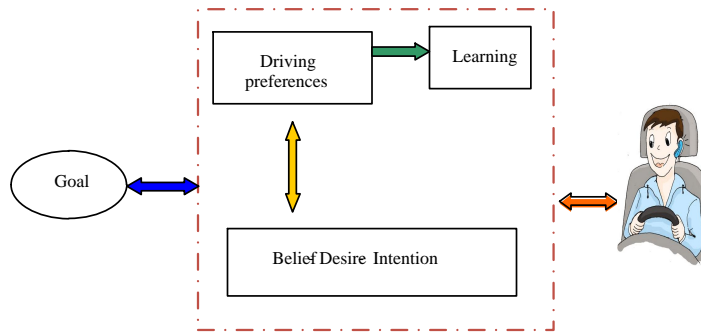 Driving
preferences
Learning
Goal
Belief-Desire- Intention